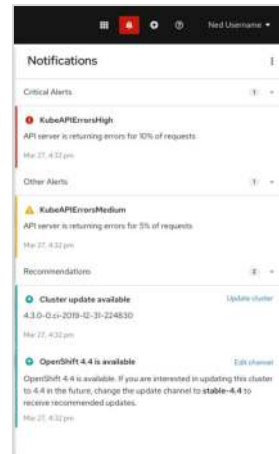 Ned Username
Notifications
Critical Alerts 1
KubeAPIErrorsHigh
API server is returning errors for 10% of requests
Mar 27, 4:32 pm
Other Alerts 1
KubeAPIErrorsMedium
API server is returning errors for 5% of requests
Mar 27, 4:32 pm
Recommendations 2
Cluster update available Update cluster
4.3.0-0.ci-2019-12-31-224630
Mar 27, 4:32 pm
OpenShift 4.4 is available Edit channel
OpenShift 4.4 is available. If you are interested in updating this cluster
to 4.4 in the future, change the update channel to stable-4.4 to
receive recommended updates.
Mar 27, 4:32 pm